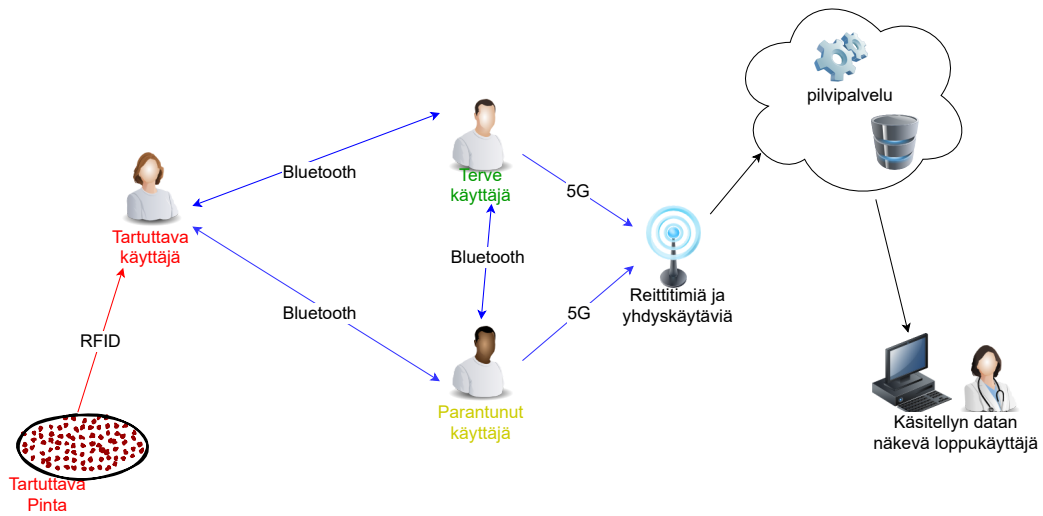 pilvipalvelu
Bluetooth
Terve
käyttäjä
5G
Tartuttava
käyttäjä
Bluetooth
Reittitimiä ja
yhdyskäytäviä
Bluetooth
5G
RFID
Parantunut
käyttäjä
Käsitellyn datan
näkevä loppukäyttäjä
Tartuttava
Pinta